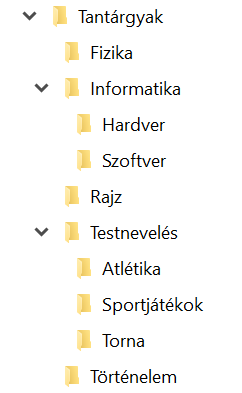 Tantárgyak
Fizika
Informatika
Hardver
Szoftver
Rajz
Testnevelés
Atlétika
Sportjátékok
Torna
Történelem